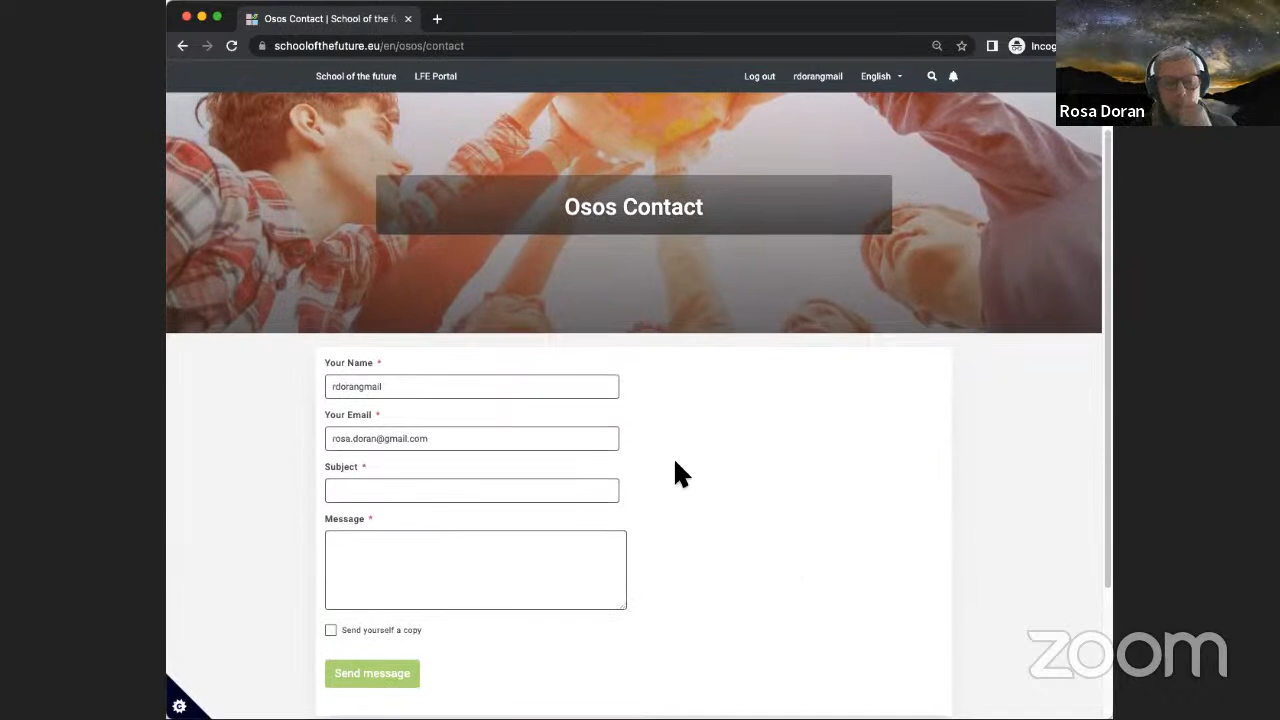 Osos Contact | School of the f
schoolofthefuture.eu/en/osos/contact
Incog
Rosa Doran
School of the future
LFE Portal
Log out
rdorangmail
English
Osos Contact
Your Name *
rdorangmail
Your Email *
rosa.doran@gmail.com
Subject *
Message *
Send yourself a copy
Send message
zoom